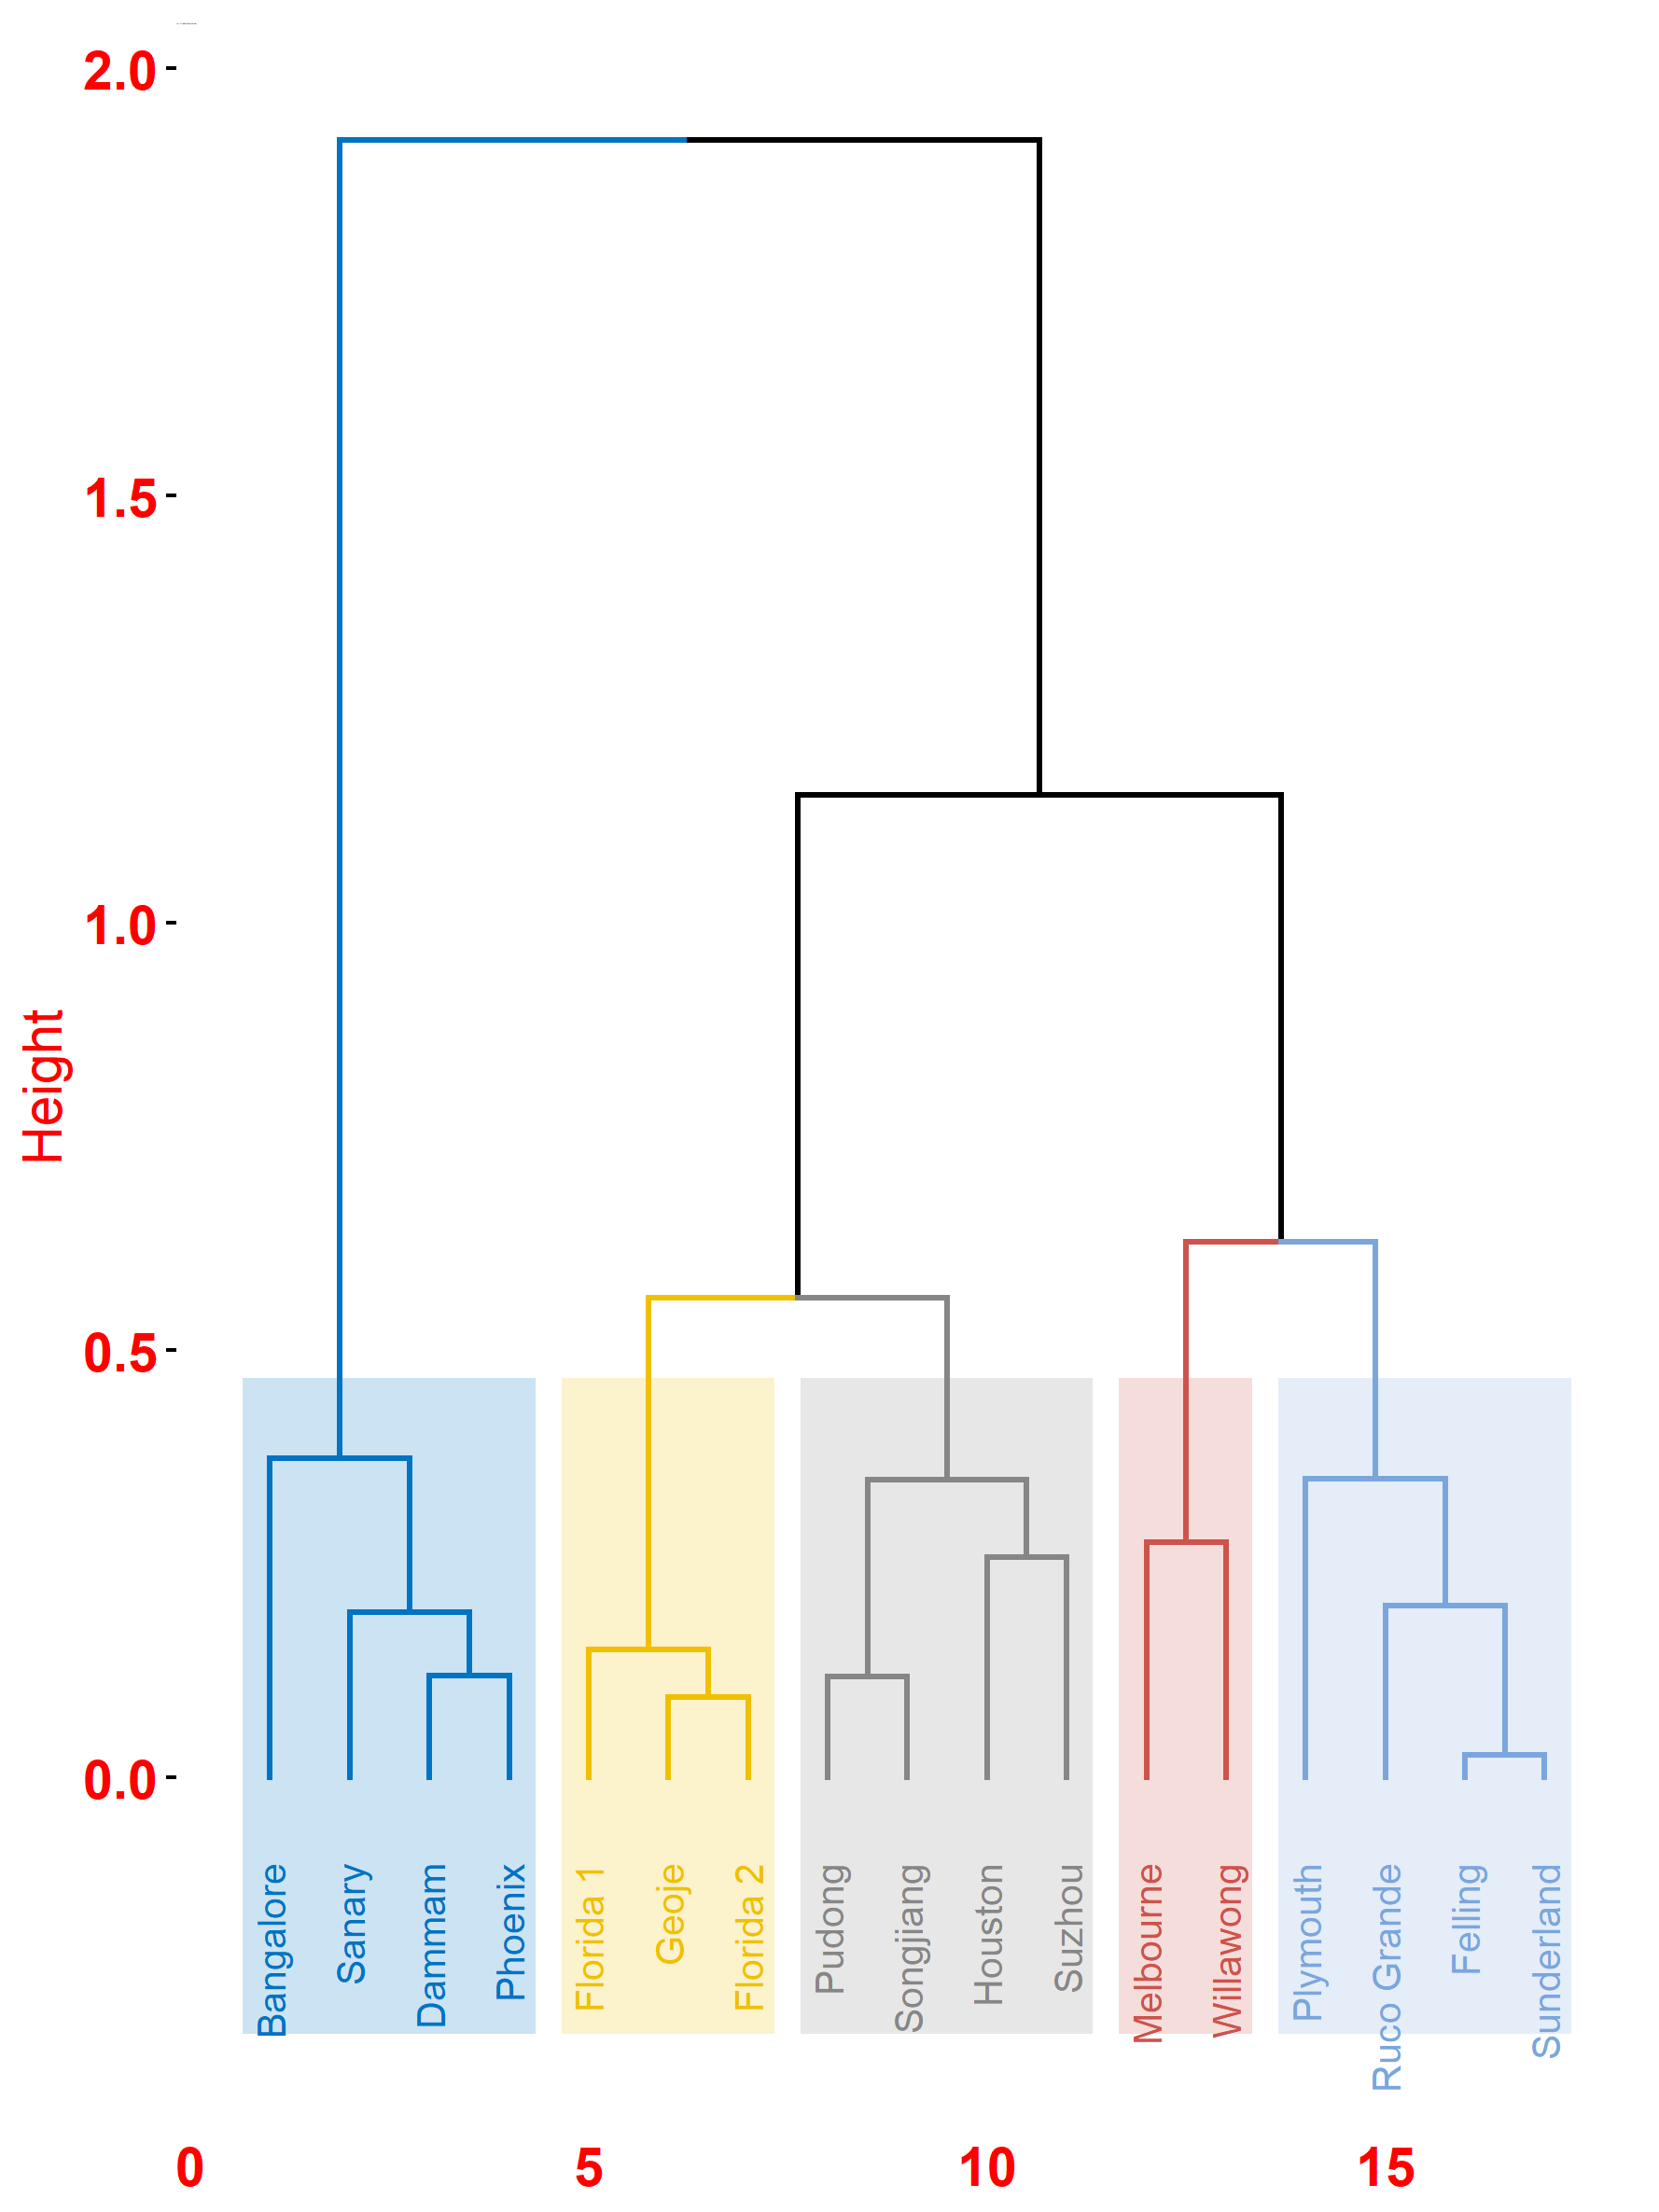 2.0
1.5
1.0
0.5
0.0
Height
Bangalore
Sanary
Dammam
Phoenix
Florida 1
Geoje
Florida 2
Pudong
Songjiang
Houston
Suzhou
Melbourne
Willawong
Plymouth
Ruco Grande
Felling
Sunderland
0 5 10 15